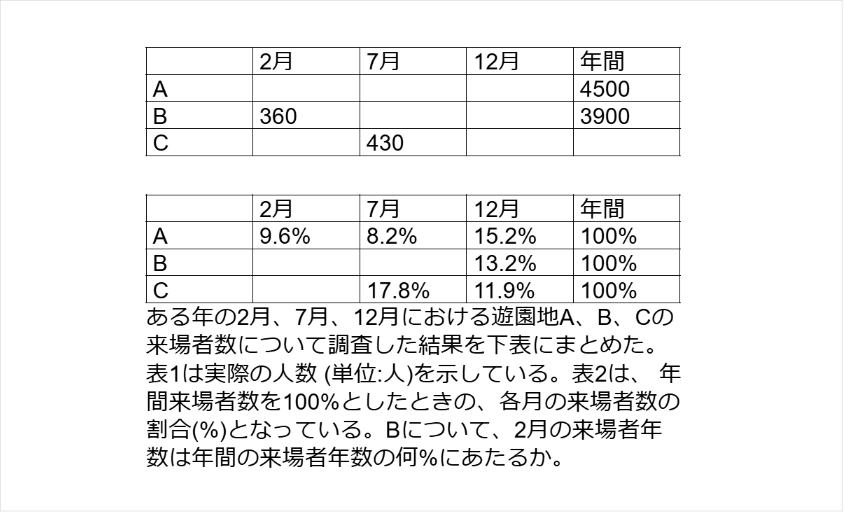 2月 7月 12月 年間
A 4500
B 360 3900
C 430
2月 7月 12月 年間
A 9.6% 8.2% 15.2% 100%
B 13.2% 100%
C 17.8% 11.9% 100%
ある年の2月、7月、12月における遊園地A、B、Cの
来場者数について調査した結果を下表にまとめた。
表1は実際の人数 (単位:人)を示している。表2は、 年
間来場者数を100%としたときの、各月の来場者数の
割合(%)となっている。Bについて、2月の来場者年
数は年間の来場者年数の何%にあたるか。